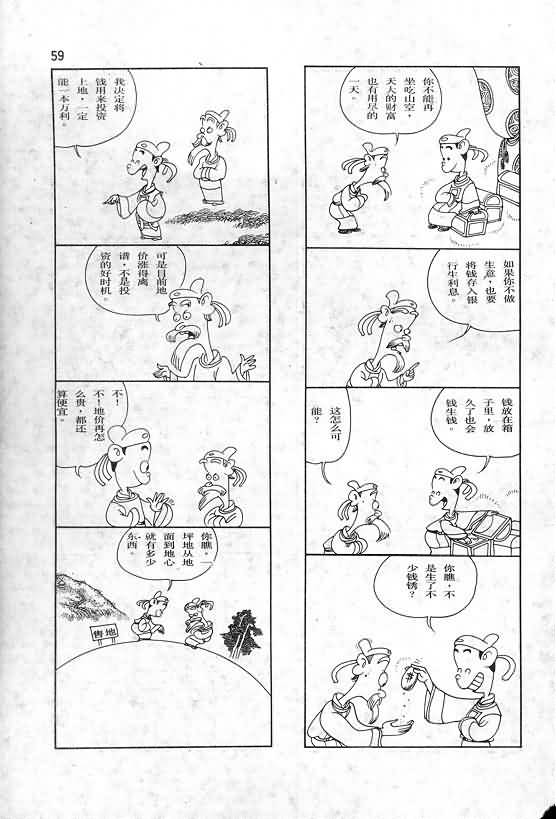 59
你不能再
坐吃山空，
天大的财富
也有用尽的
一天。
如果你不做
生意，也要
将钱存入银
行生利息。
钱放在箱
子里，放
久了也会
钱生钱。
这怎么可
能？
你瞧，不
是生了不
少钱锈？
我决定将
钱用来投资
上地，一定
能一本万利。
可是目前地
价涨得离
谱，不是投
资的好时机。
不！
不！地价再怎
么贵，都还
算便宜。
你瞧。一
坪地从地
面到地心
就有多少
东西。
售地